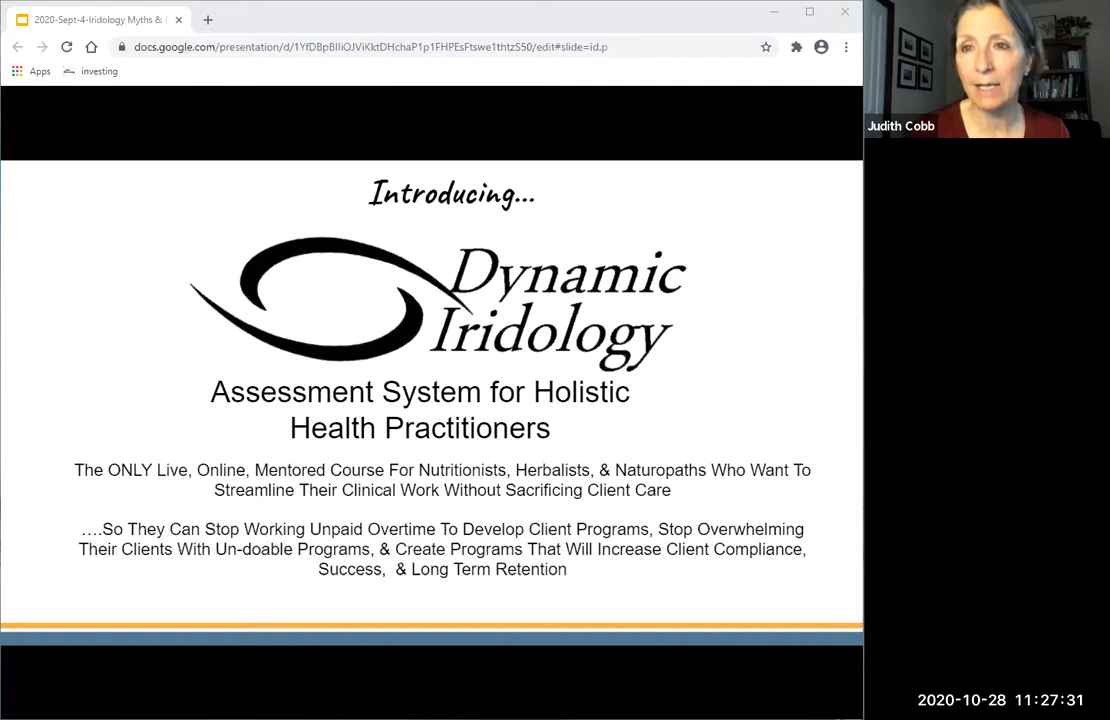 2020-Sept-4-Iridology Myths &
docs.google.com/presentation/d/1YfDBpBIliOJViKktDHchaP1p1FHPEsFtswe1thtzS50/edit#slide=id.p
Apps
investing
Judith Cobb
Introducing...
Dynamic
Iridology
Assessment System for Holistic
Health Practitioners
The ONLY Live, Online, Mentored Course For Nutritionists, Herbalists, & Naturopaths Who Want To
Streamline Their Clinical Work Without Sacrificing Client Care
....So They Can Stop Working Unpaid Overtime To Develop Client Programs, Stop Overwhelming
Their Clients With Un-doable Programs, & Create Programs That Will Increase Client Compliance,
Success, & Long Term Retention
2020-10-28 11:27:31